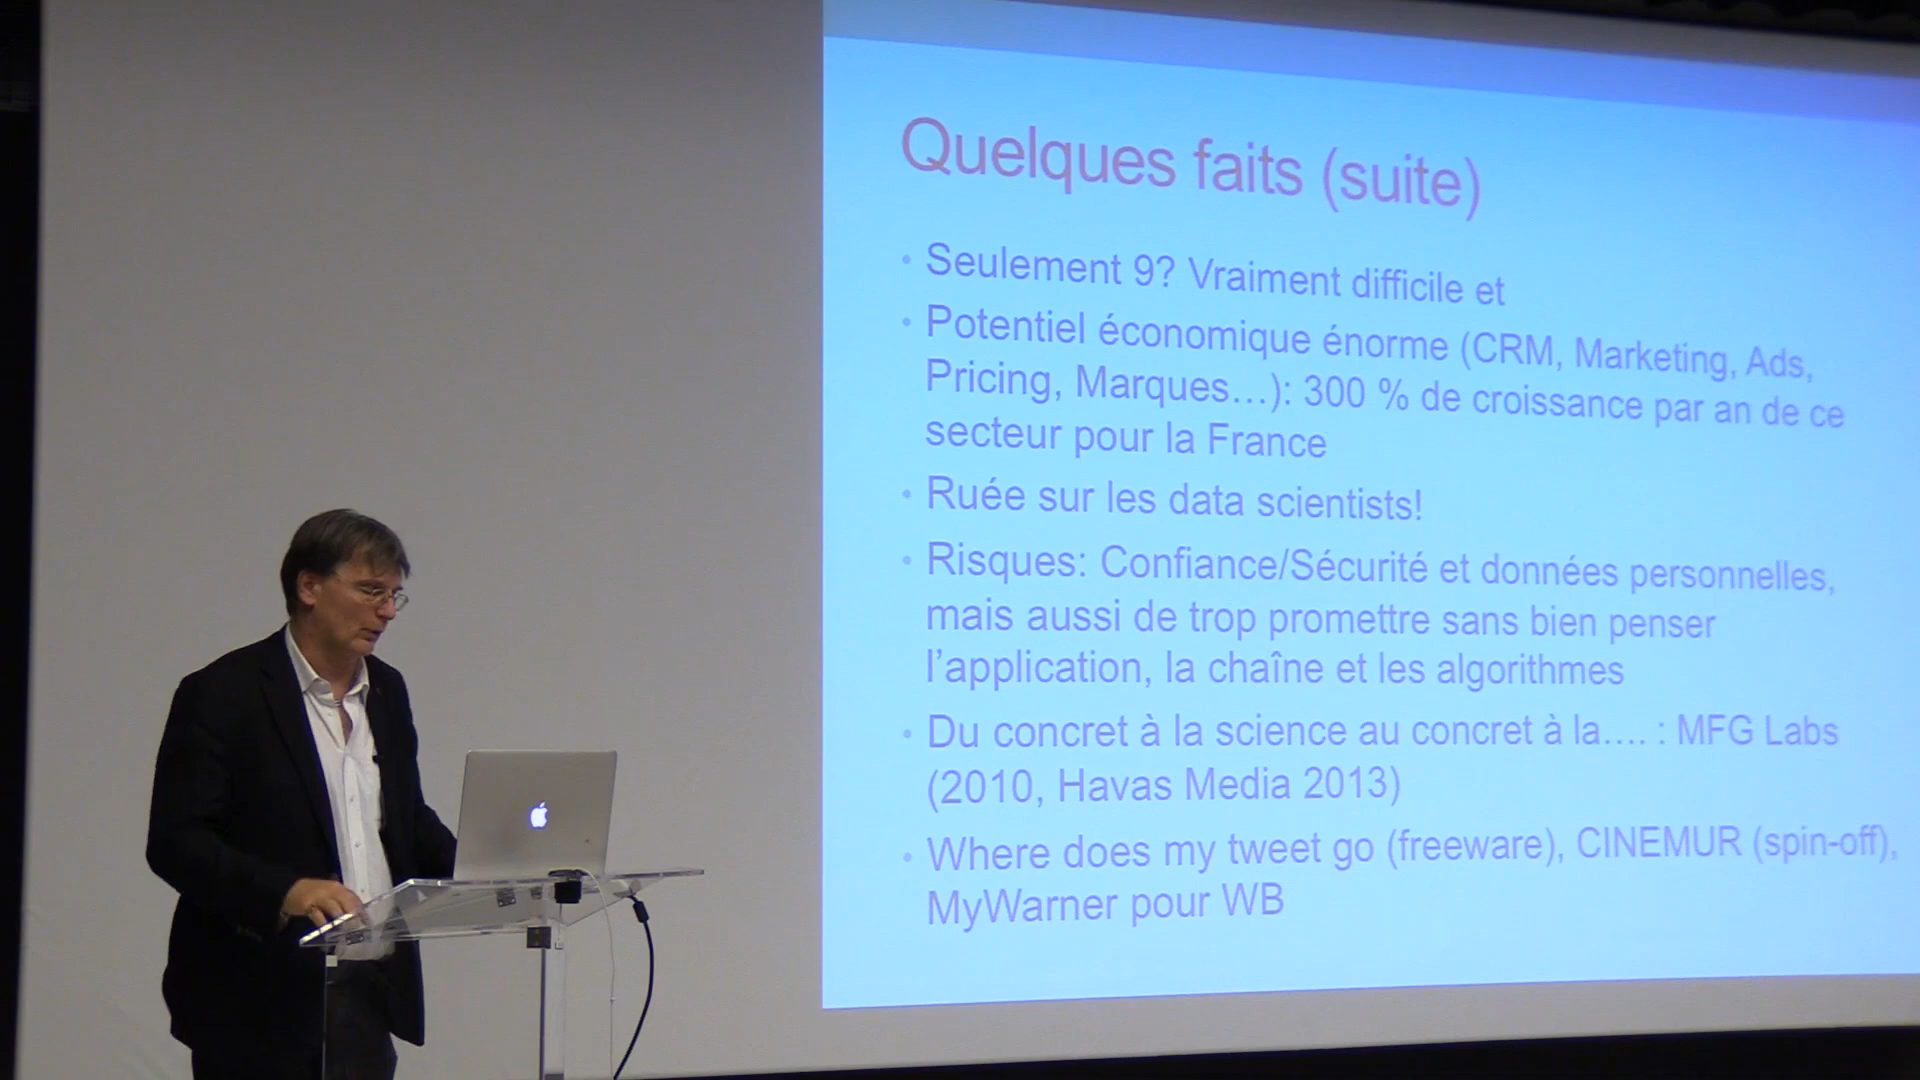 Quelques faits (suite)
• Seulement 9? Vraiment difficile et
• Potentiel économique énorme (CRM, Marketing, Ads,
Pricing, Marques…): 300 % de croissance par an de ce
secteur pour la France
• Ruée sur les data scientists!
• Risques: Confiance/Sécurité et données personnelles,
mais aussi de trop promettre sans bien penser
l’application, la chaîne et les algorithmes
• Du concret à la science au concret à la…. : MFG Labs
(2010, Havas Media 2013)
• Where does my tweet go (freeware), CINEMUR (spin-off),
MyWarner pour WB